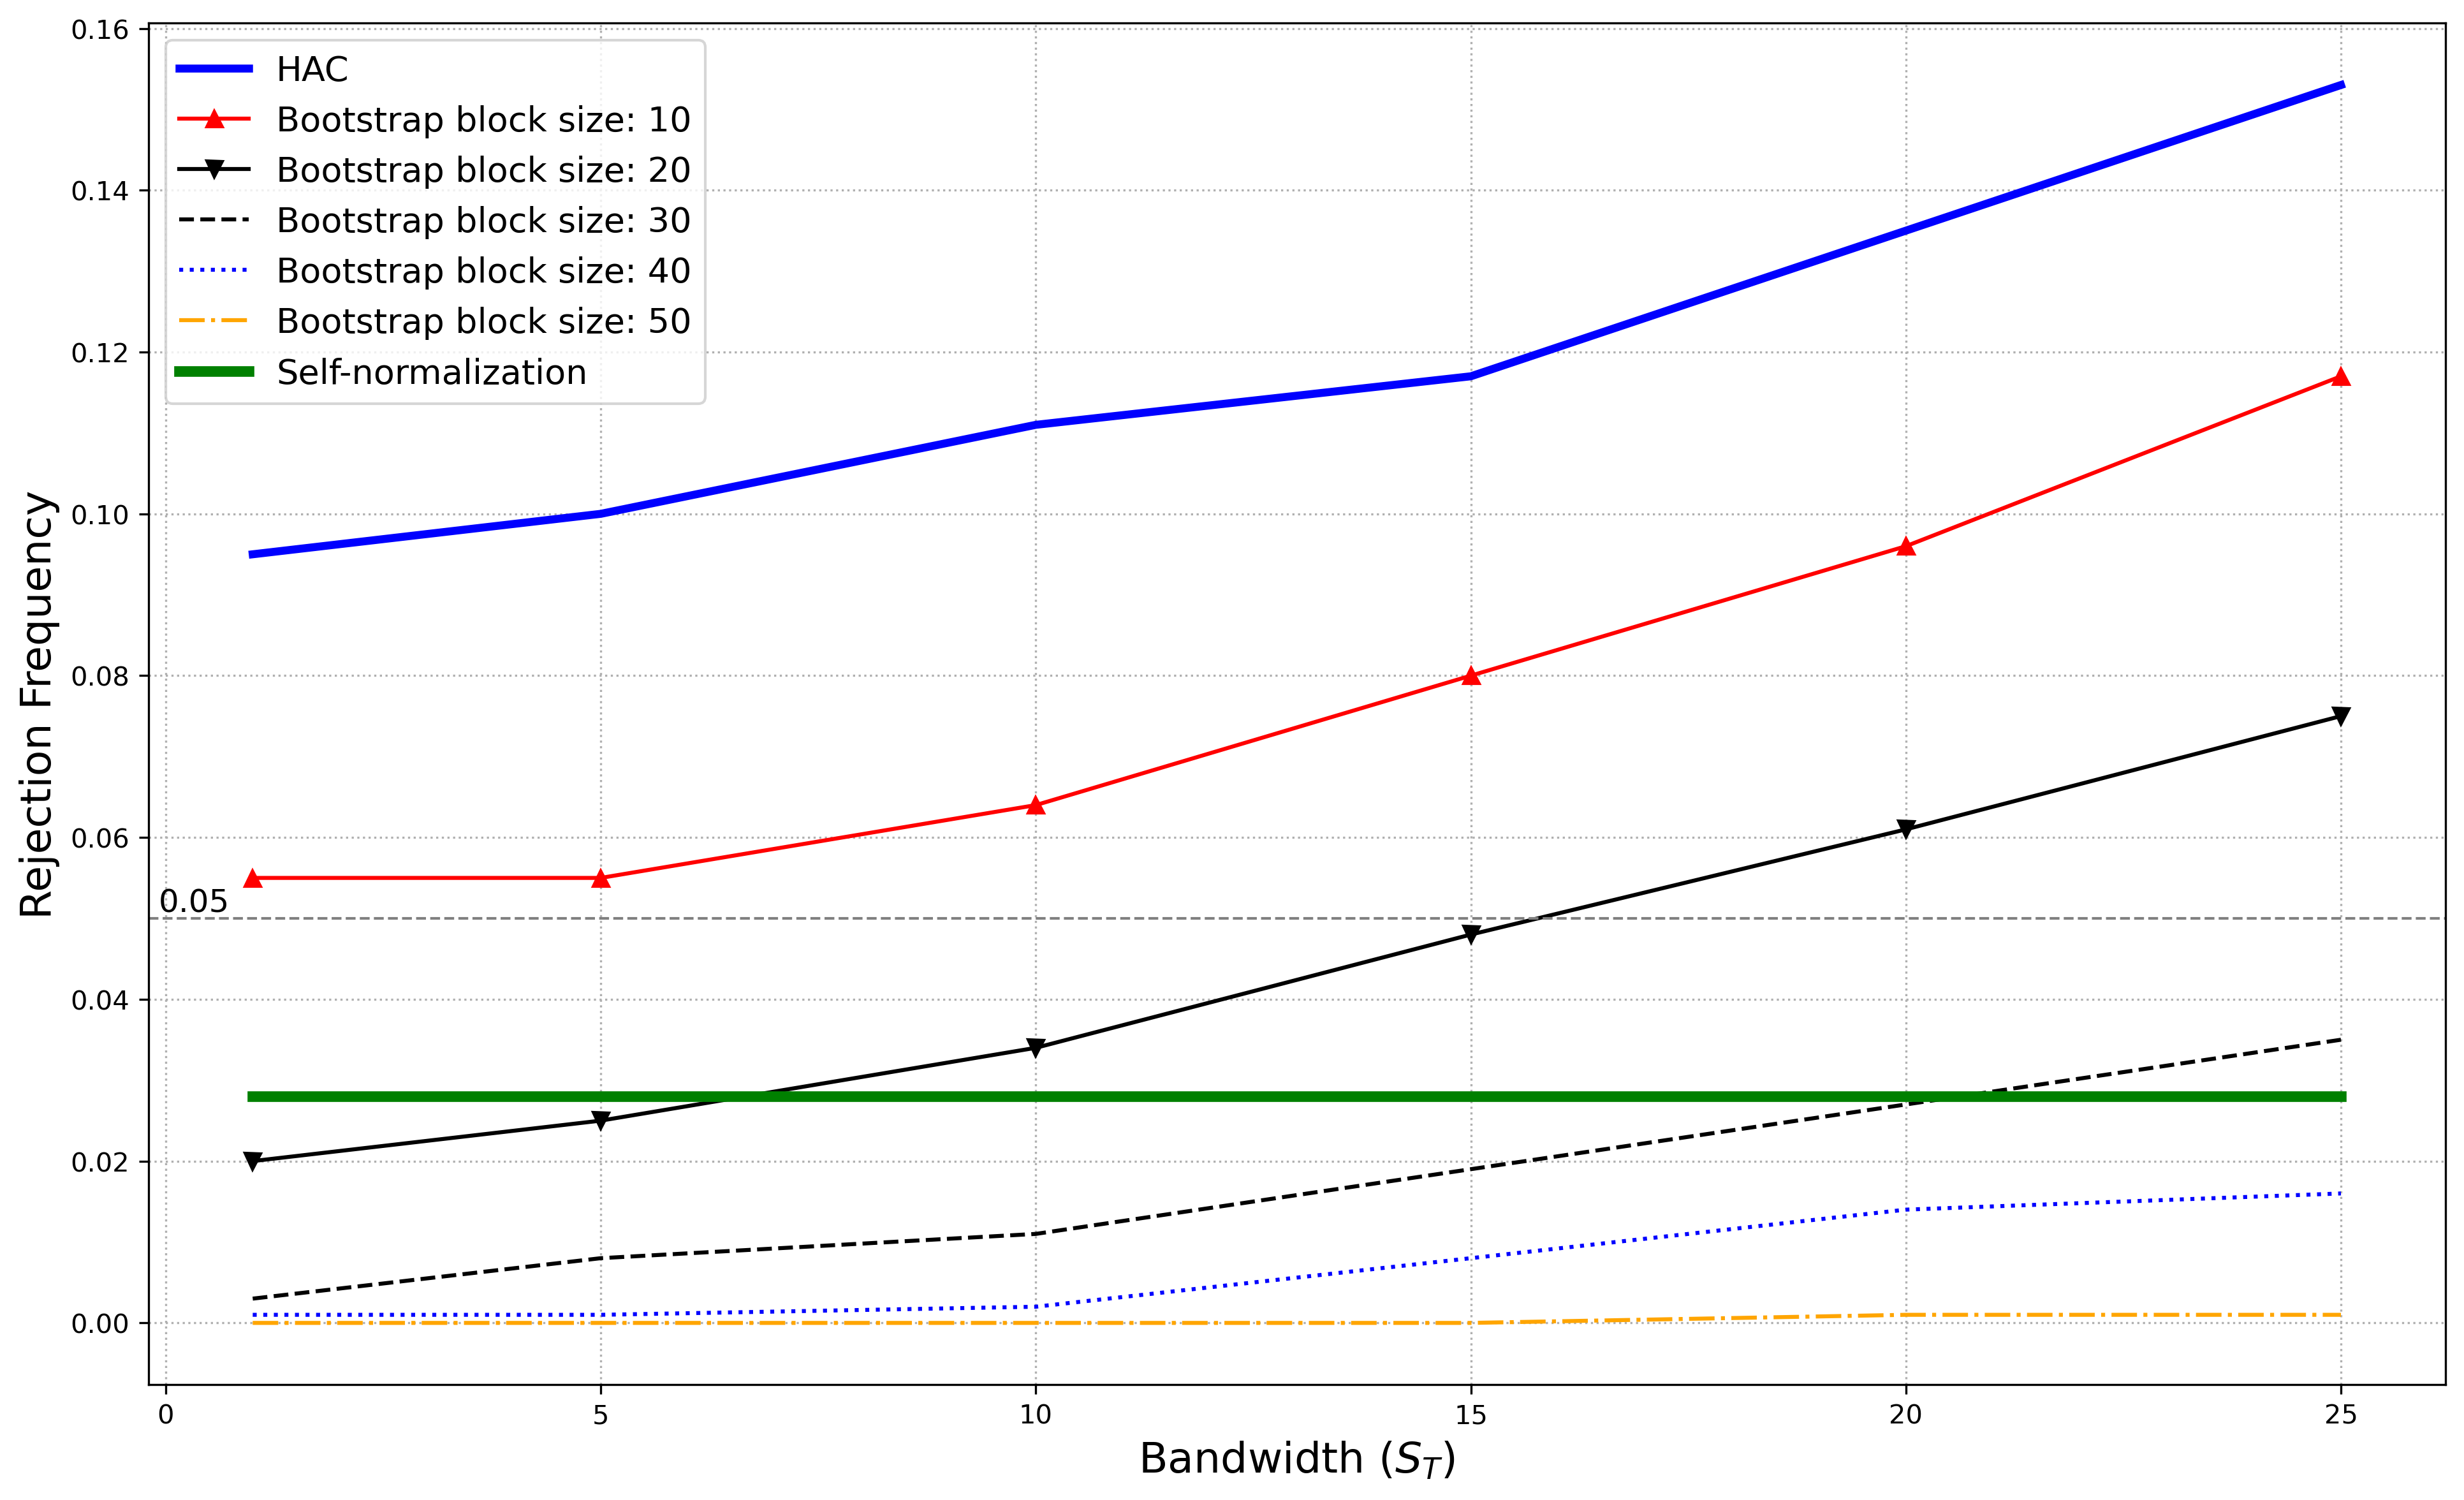 0.16
0.14
0.12
0.10
0.08
0.06
0.04
0.02
0.00
Rejection Frequency
HAC
Bootstrap block size: 10
Bootstrap block size: 20
Bootstrap block size: 30
Bootstrap block size: 40
Bootstrap block size: 50
Self-normalization
0.05
0 5 10 15 20 25
Bandwidth (S_T)